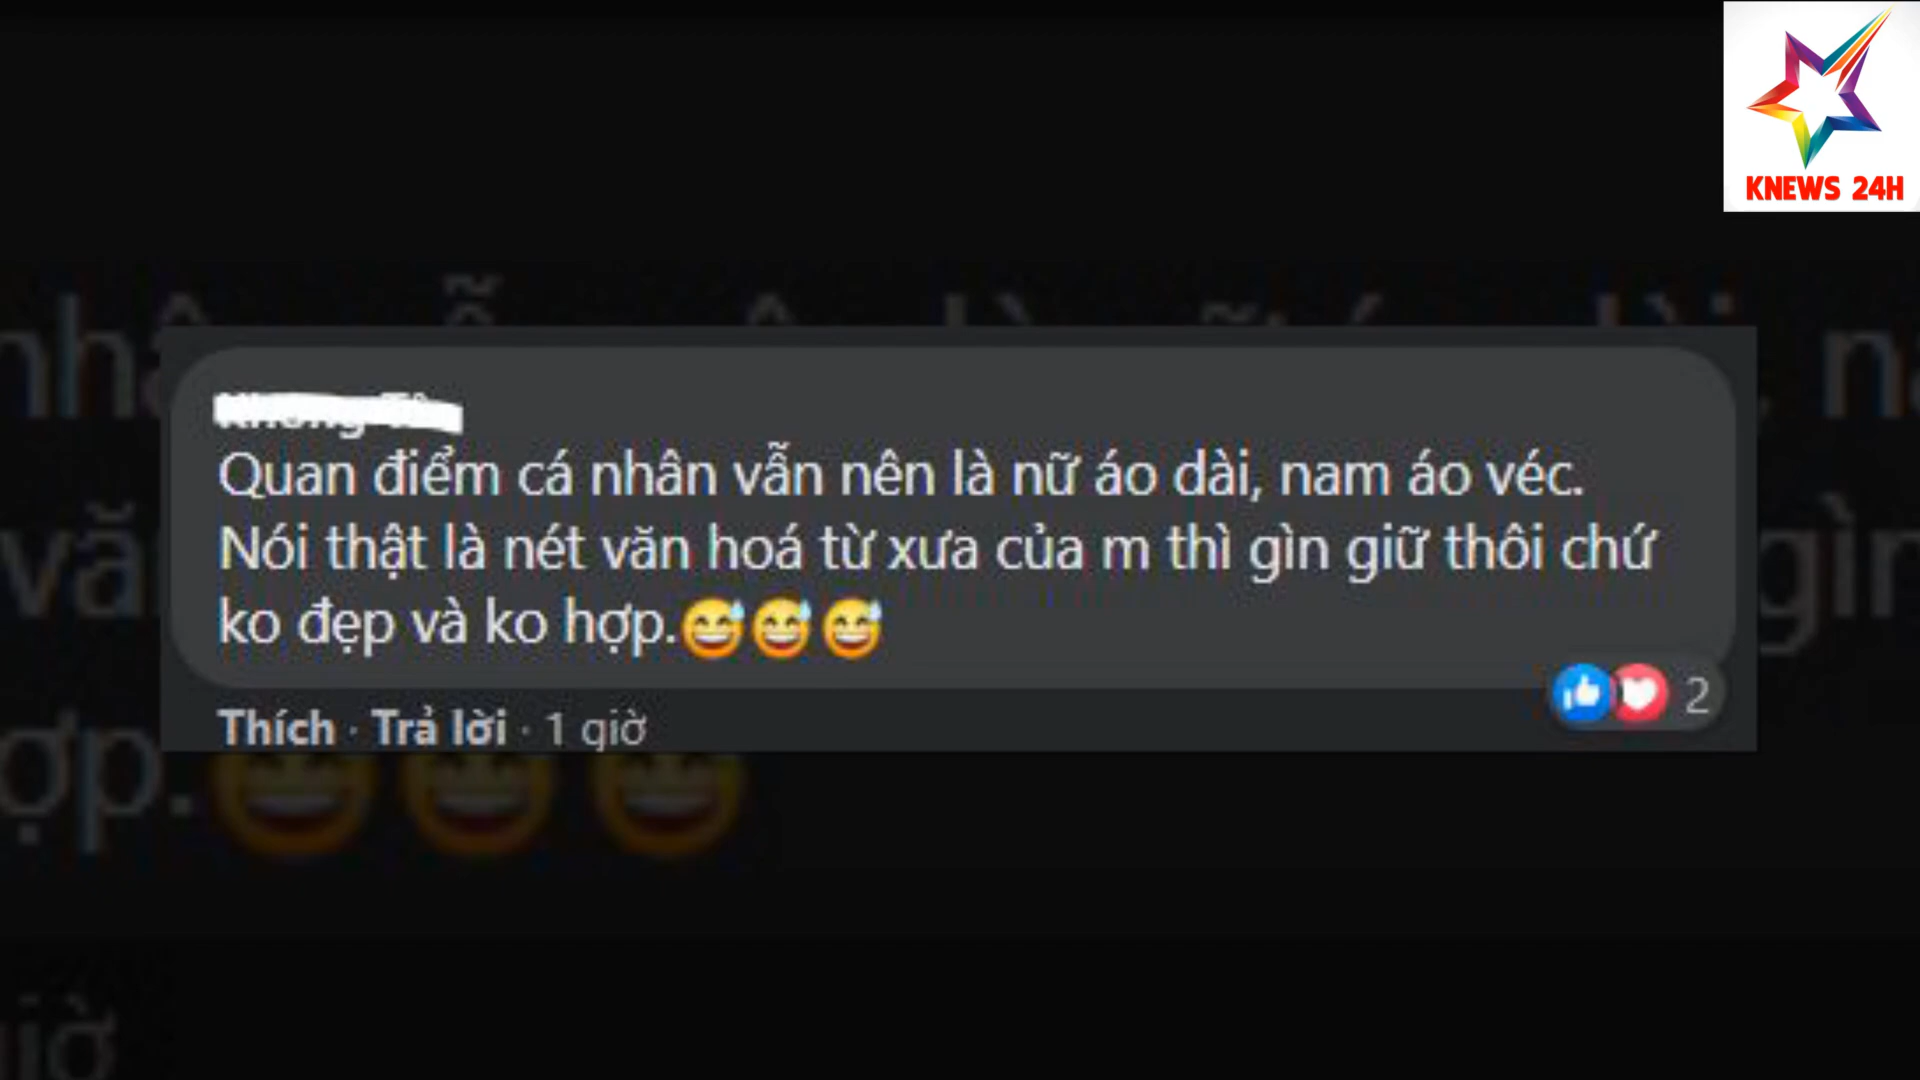 KNEWS 24H
Quan điểm cá nhân vẫn nên là nữ áo dài, nam áo véc.
Nói thật là nét văn hoá từ xưa của m thì gìn giữ thôi chứ
ko đẹp và ko hợp.😅😅😅
2
Thích · Trả lời · 1 giờ